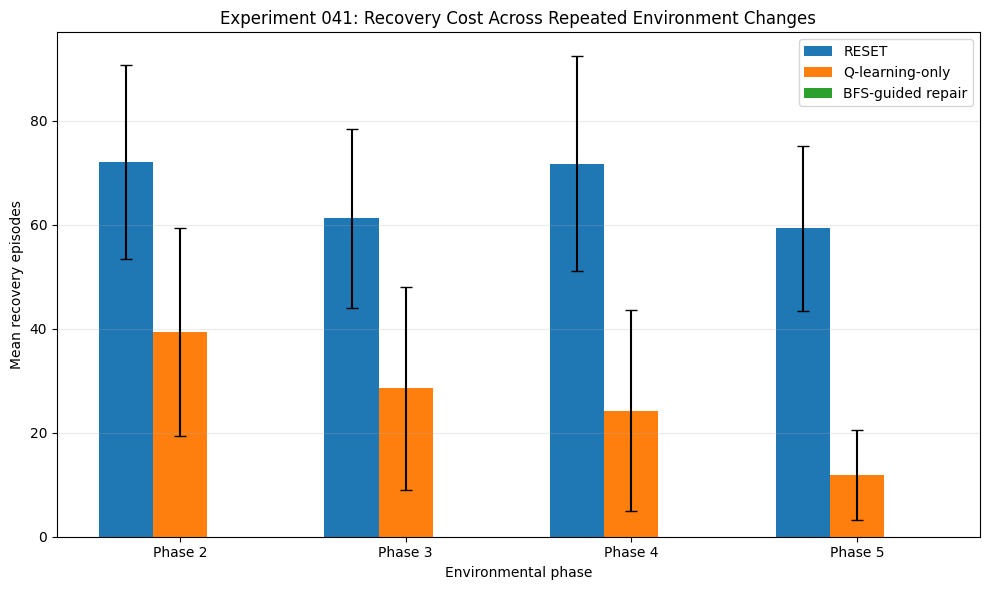 Experiment 041: Recovery Cost Across Repeated Environment Changes
RESET
Q-learning-only
BFS-guided repair
Mean recovery episodes
80
60
40
20
0
Phase 2
Phase 3
Phase 4
Phase 5
Environmental phase